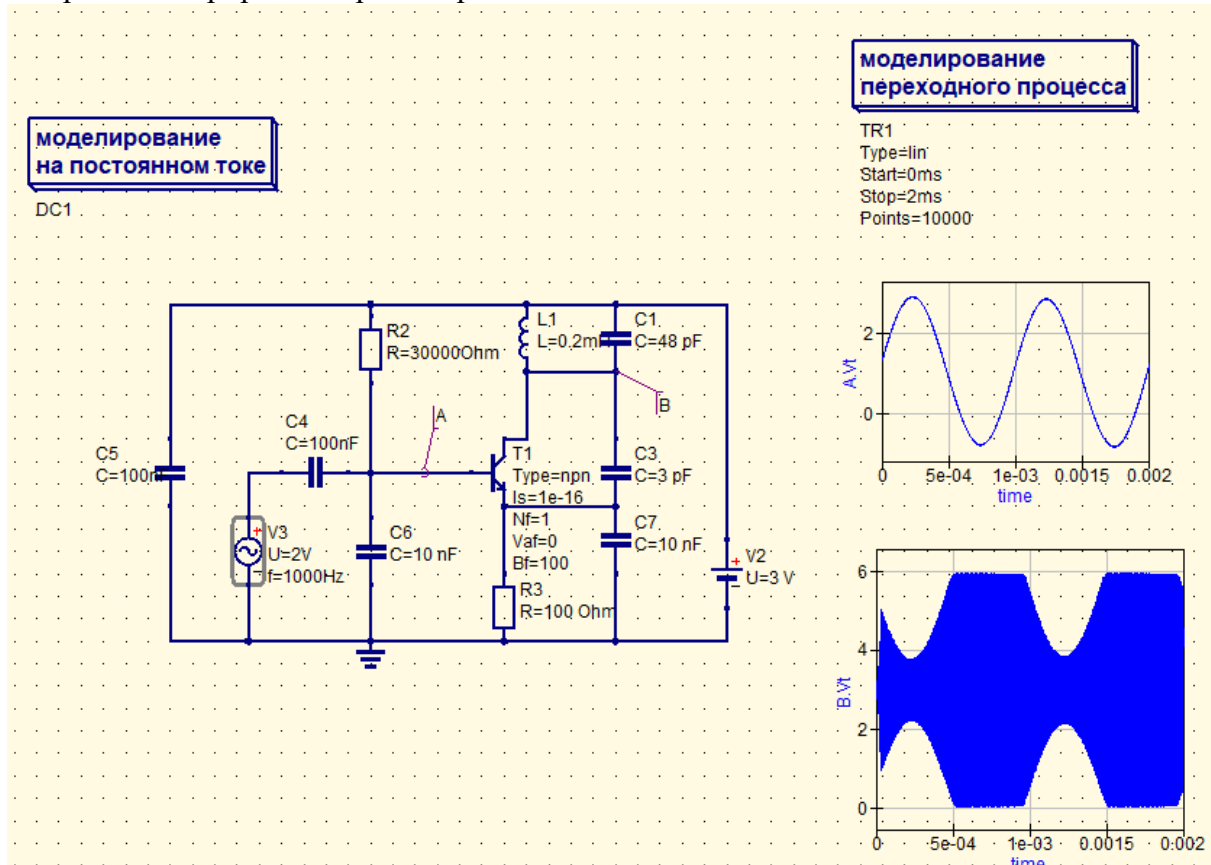 моделирование
переходного процесса
TR1
Type=lin
Start=0ms
Stop=2ms
Points=10000
моделирование
на постоянном токе
DC1
R2
R=30000Ohm
L1
L=0.2m
C1
C=48 pF
B
A
C4
C=100nF
C5
C=100n
T1
Type=npn
Is=1e-16
Nf=1
Vaf=0
Bf=100
C3
C=3 pF
V3
U=2V
f=1000Hz
C6
C=10 nF
C7
C=10 nF
V2
U=3 V
R3
R=100 Ohm
A.Vt
2
0
0
5e-04
1e-03
0.0015
0.002
time
B.Vt
6
4
2
0
0
5e-04
1e-03
0.0015
0.002
time